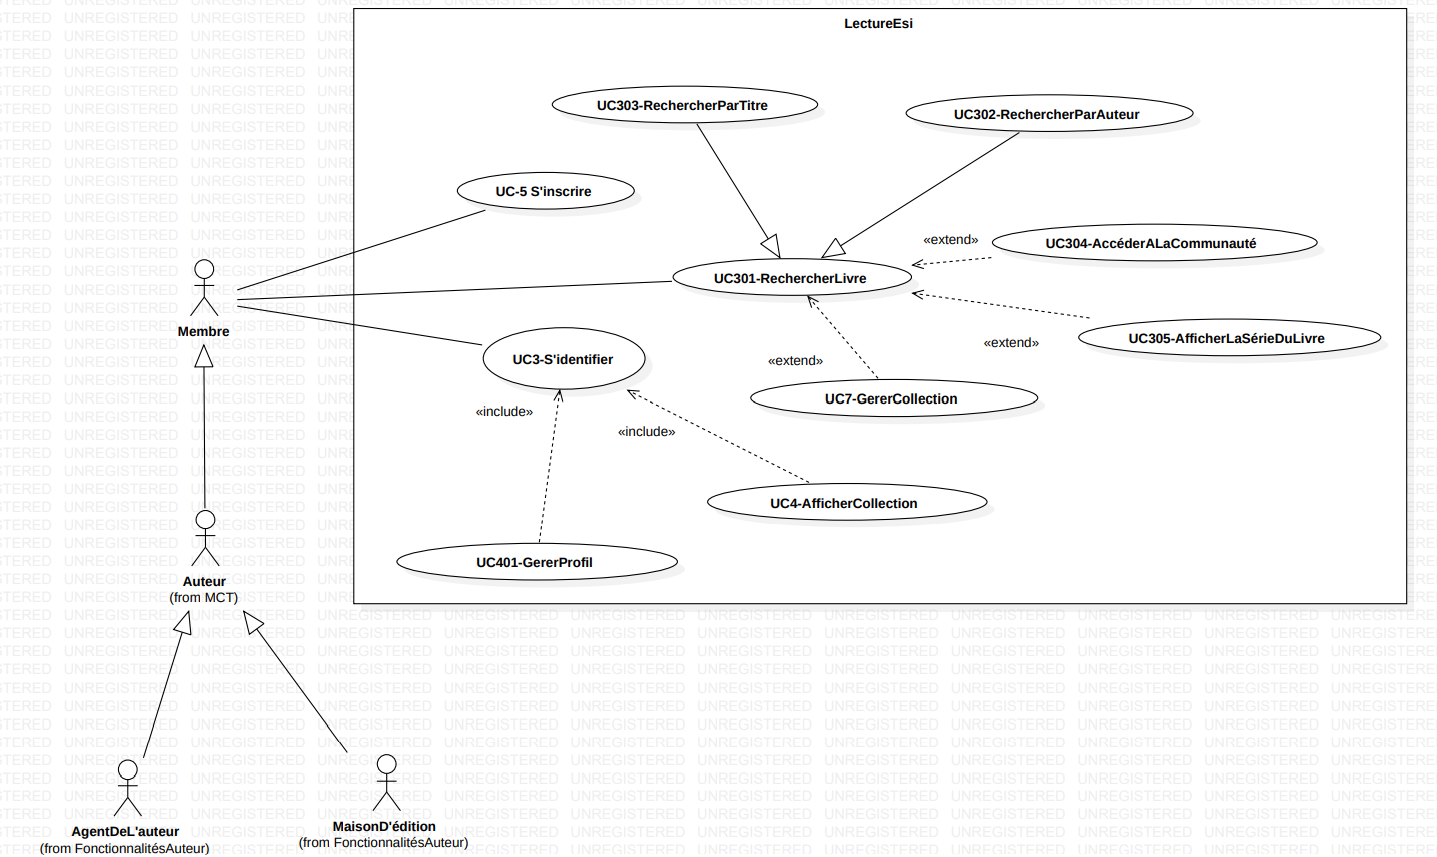 LectureEsi
UC303-RechercherParTitre
UC302-RechercherParAuteur
UC-5 S'inscrire
«extend»
UC304-AccéderALaCommunauté
UC301-RechercherLivre
Membre
UC305-AfficherLaSérieDuLivre
«extend»
UC3-S'identifier
«extend»
UC7-GererCollection
«include»
«include»
UC4-AfficherCollection
UC401-GererProfil
Auteur
(from MCT)
MaisonD'édition
(from FonctionnalitésAuteur)
AgentDeL'auteur
(from FonctionnalitésAuteur)
UNREGISTERED